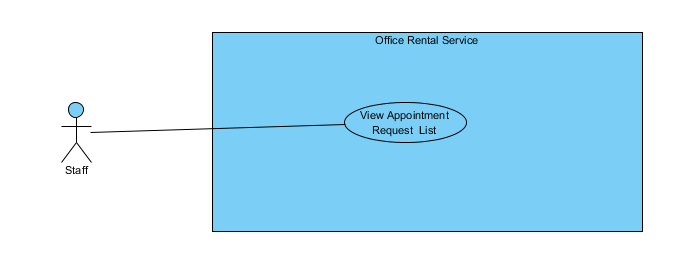 Office Rental Service
View Appointment
Request List
Staff